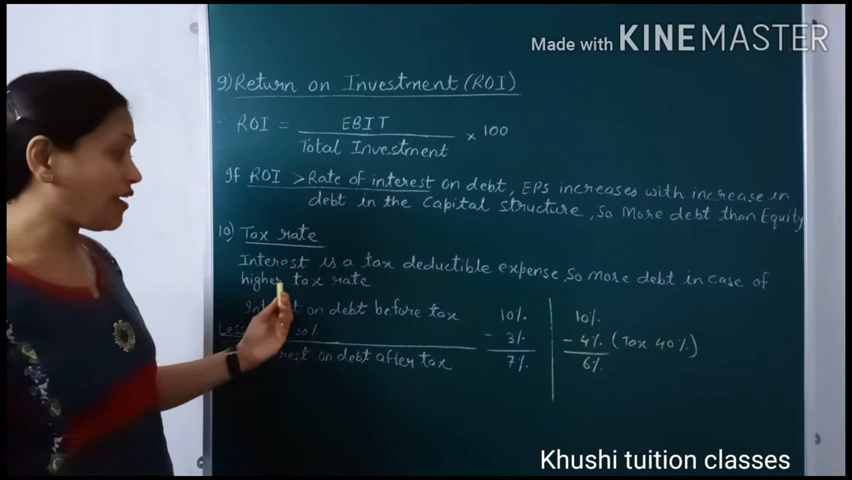 Made with KINEMASTER
9) Return on Investment (ROI)
ROI = EBIT / Total Investment × 100
If ROI > Rate of interest on debt, EPS increases with increase in
debt in the Capital structure, So More debt than Equity
10) Tax rate
Interest is a tax deductible expense, So more debt in case of
higher tax rate
on debt before tax 10% 10%
Less 30% - 3% - 4% (Tax 40%)
on debt after tax 7% 6%
Khushi tuition classes